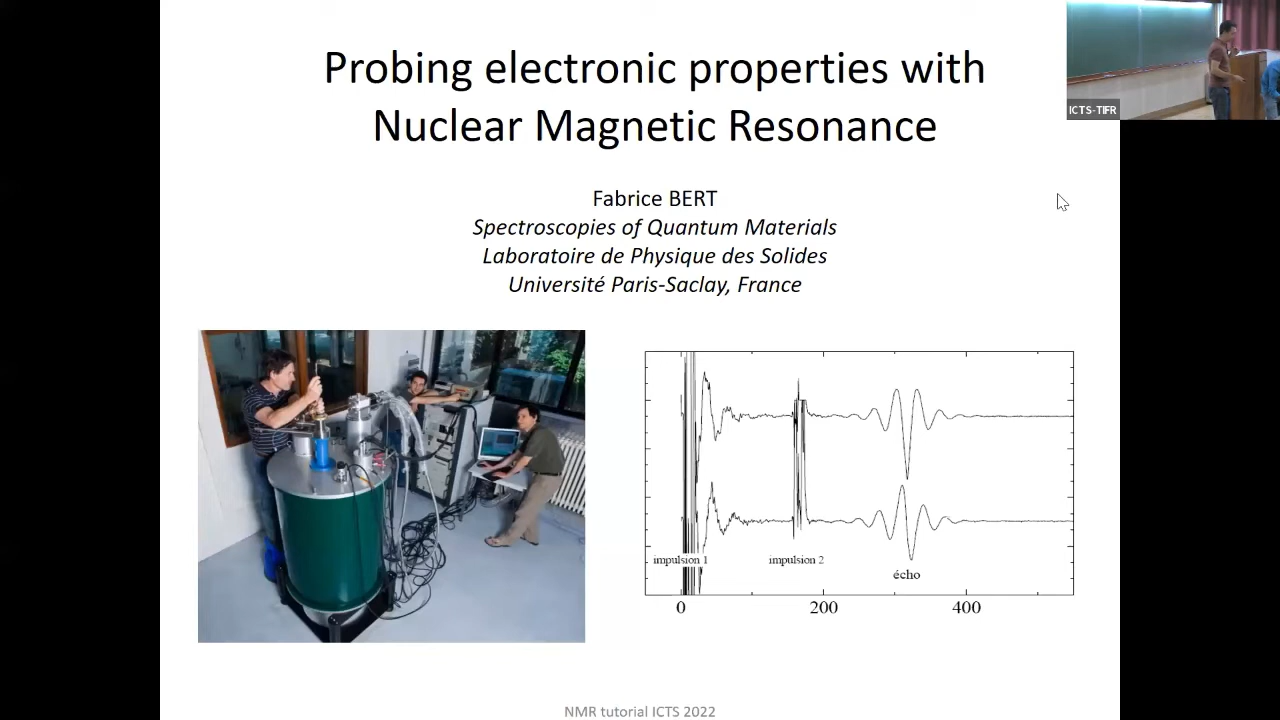 Probing electronic properties with
Nuclear Magnetic Resonance
ICTS-TIFR
Fabrice BERT
Spectroscopies of Quantum Materials
Laboratoire de Physique des Solides
Université Paris-Saclay, France
impulsion 1
impulsion 2
écho
0
200
400
NMR tutorial ICTS 2022